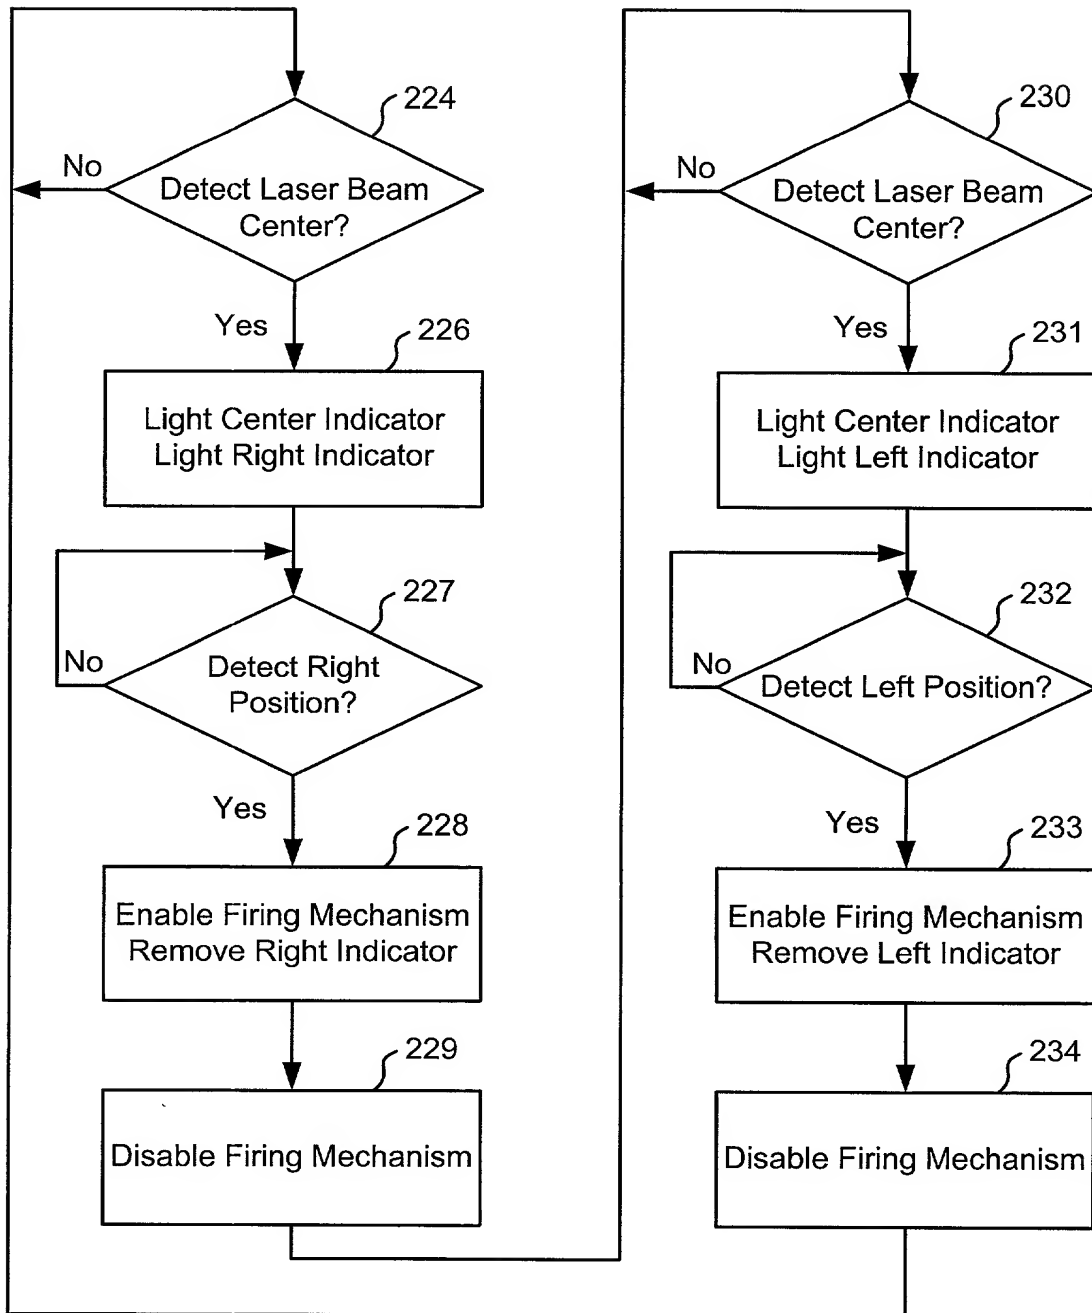 224
No
Detect Laser Beam
Center?
Yes
226
Light Center Indicator
Light Right Indicator
227
No
Detect Right
Position?
Yes
228
Enable Firing Mechanism
Remove Right Indicator
229
Disable Firing Mechanism
230
No
Detect Laser Beam
Center?
Yes
231
Light Center Indicator
Light Left Indicator
232
No
Detect Left Position?
Yes
233
Enable Firing Mechanism
Remove Left Indicator
234
Disable Firing Mechanism